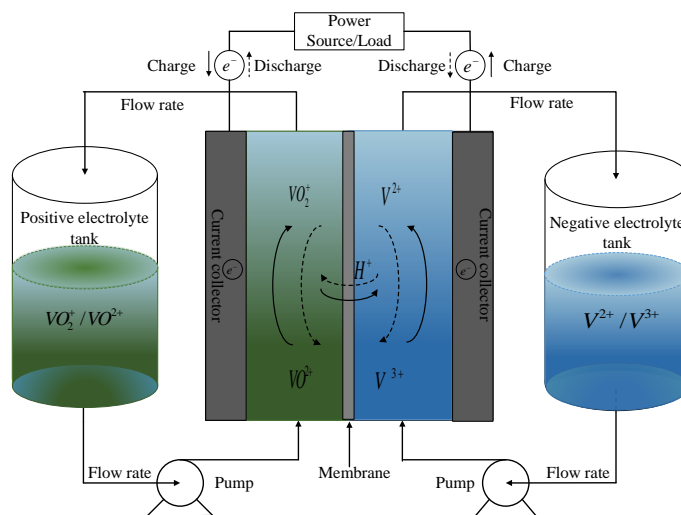 Power
Source/Load
Charge
e⁻
Discharge
Discharge
e⁻
Charge
Flow rate
Flow rate
Positive electrolyte
tank
VO₂⁺ /VO²⁺
Current collector
e⁻
VO₂⁺
VO²⁺
H⁺
V²⁺
V ³⁺
Current collector
e⁻
Negative electrolyte
tank
V²⁺ /V³⁺
Flow rate
Pump
Membrane
Pump
Flow rate